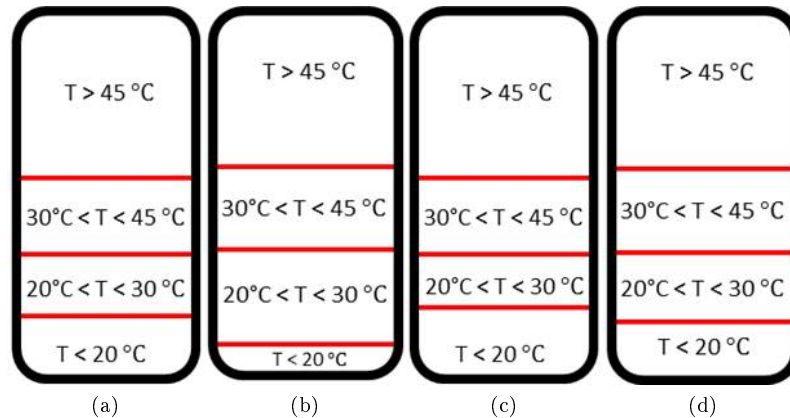 T > 45 °C
30°C < T < 45 °C
20°C < T < 30 °C
T < 20 °C
(a)
T > 45 °C
30°C < T < 45 °C
20°C < T < 30 °C
T < 20 °C
(b)
T > 45 °C
30°C < T < 45 °C
20°C < T < 30 °C
T < 20 °C
(c)
T > 45 °C
30°C < T < 45 °C
20°C < T < 30 °C
T < 20 °C
(d)